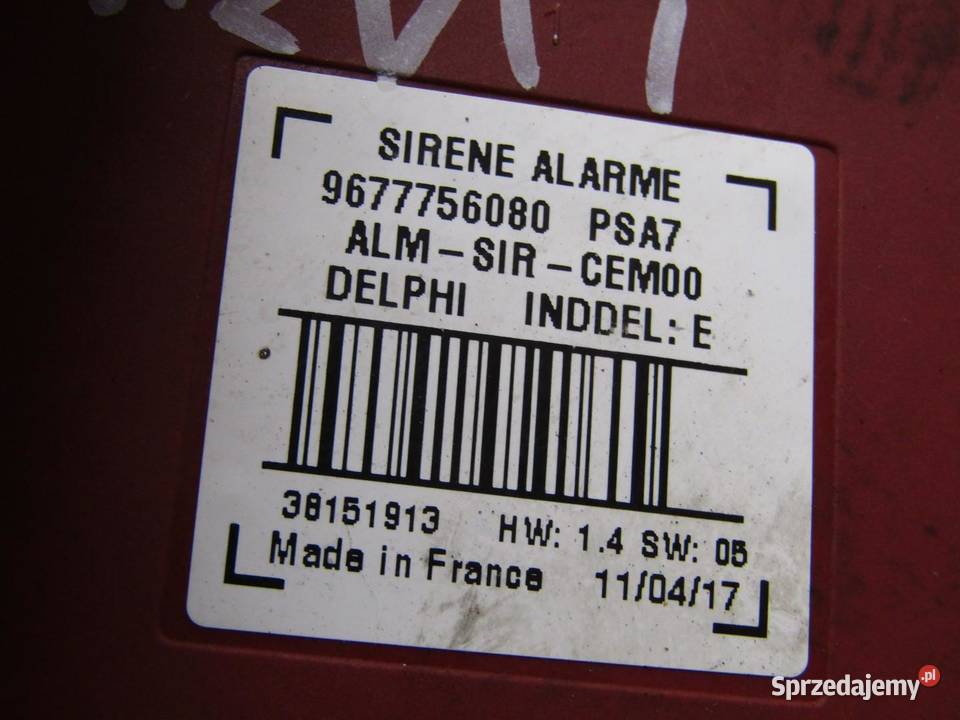 SIRENE ALARME
9677756080 PSA7
ALM-SIR-CEM00
DELPHI INDDEL: E
38151913 HW: 1.4 SW: 05
Made in France 11/04/17
Sprzedajemy.pl